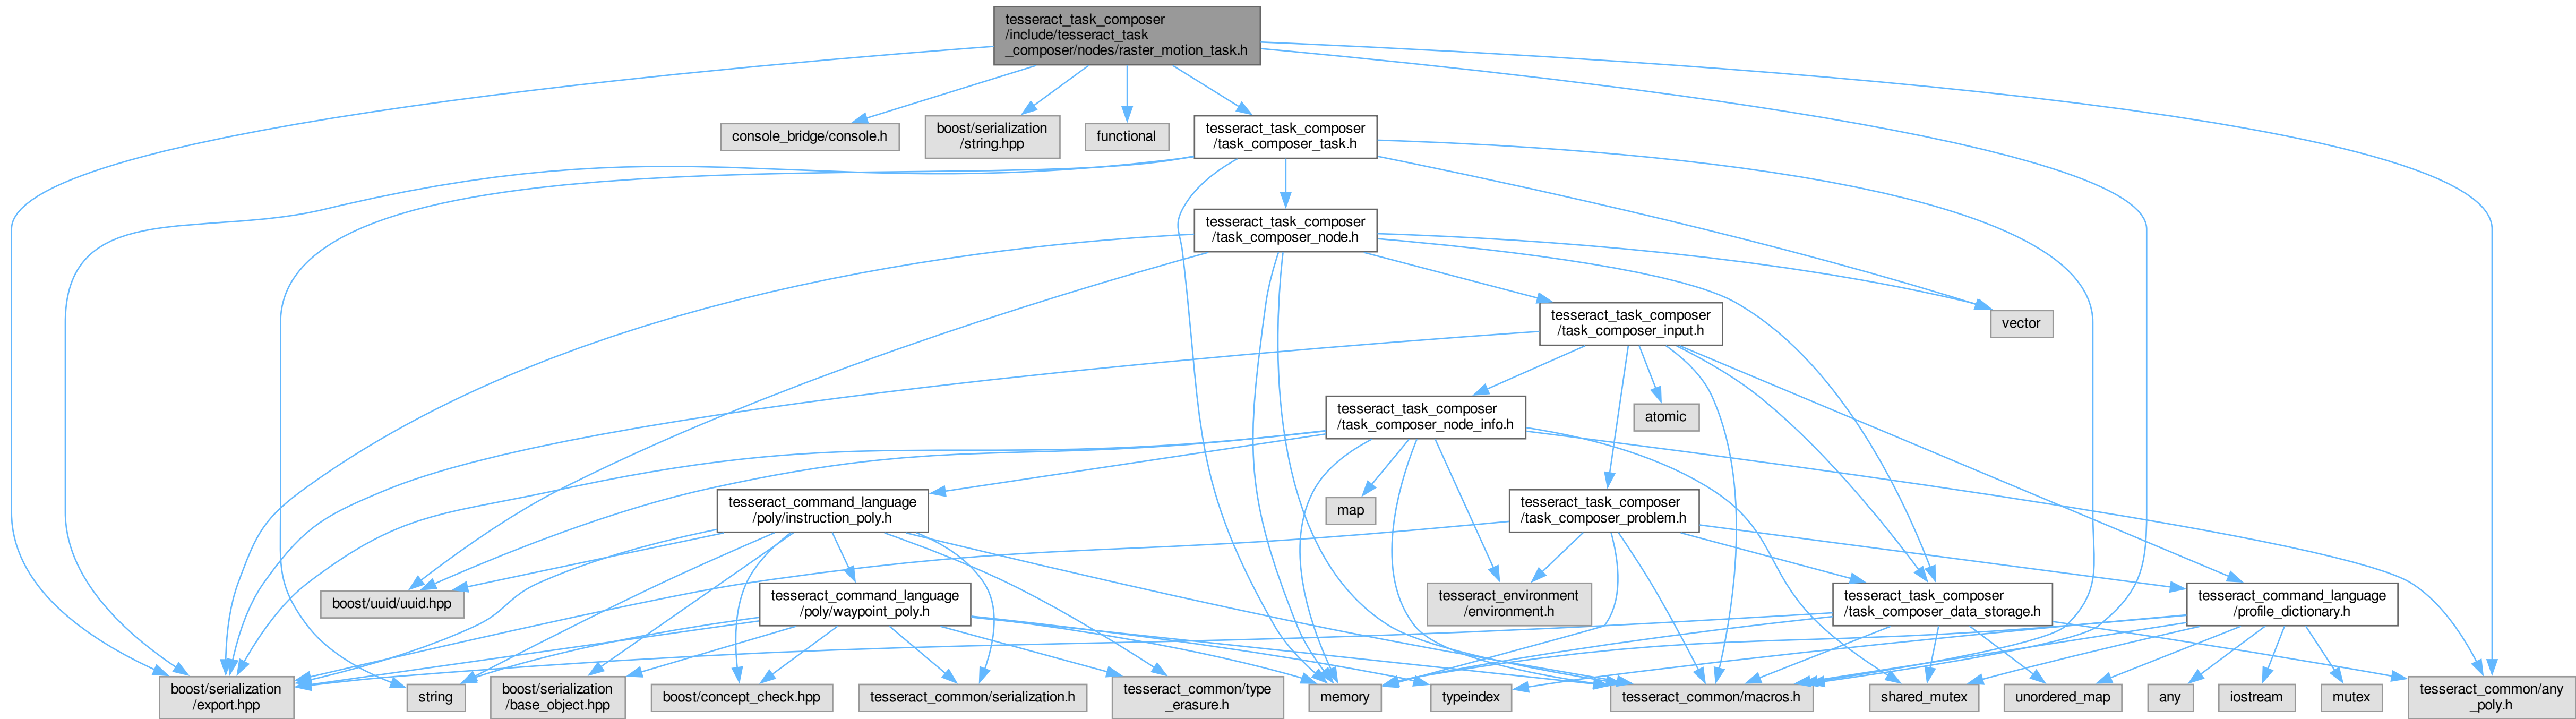 tesseract_task_composer
/include/tesseract_task
_composer/nodes/raster_motion_task.h
console_bridge/console.h
boost/serialization
/string.hpp
functional
tesseract_task_composer
/task_composer_task.h
tesseract_task_composer
/task_composer_node.h
tesseract_task_composer
/task_composer_input.h
vector
tesseract_task_composer
/task_composer_node_info.h
atomic
tesseract_command_language
/poly/instruction_poly.h
map
tesseract_task_composer
/task_composer_problem.h
boost/uuid/uuid.hpp
tesseract_command_language
/poly/waypoint_poly.h
tesseract_environment
/environment.h
tesseract_task_composer
/task_composer_data_storage.h
tesseract_command_language
/profile_dictionary.h
boost/serialization
/export.hpp
string
boost/serialization
/base_object.hpp
boost/concept_check.hpp
tesseract_common/serialization.h
tesseract_common/type
_erasure.h
memory
typeindex
tesseract_common/macros.h
shared_mutex
unordered_map
any
iostream
mutex
tesseract_common/any
_poly.h